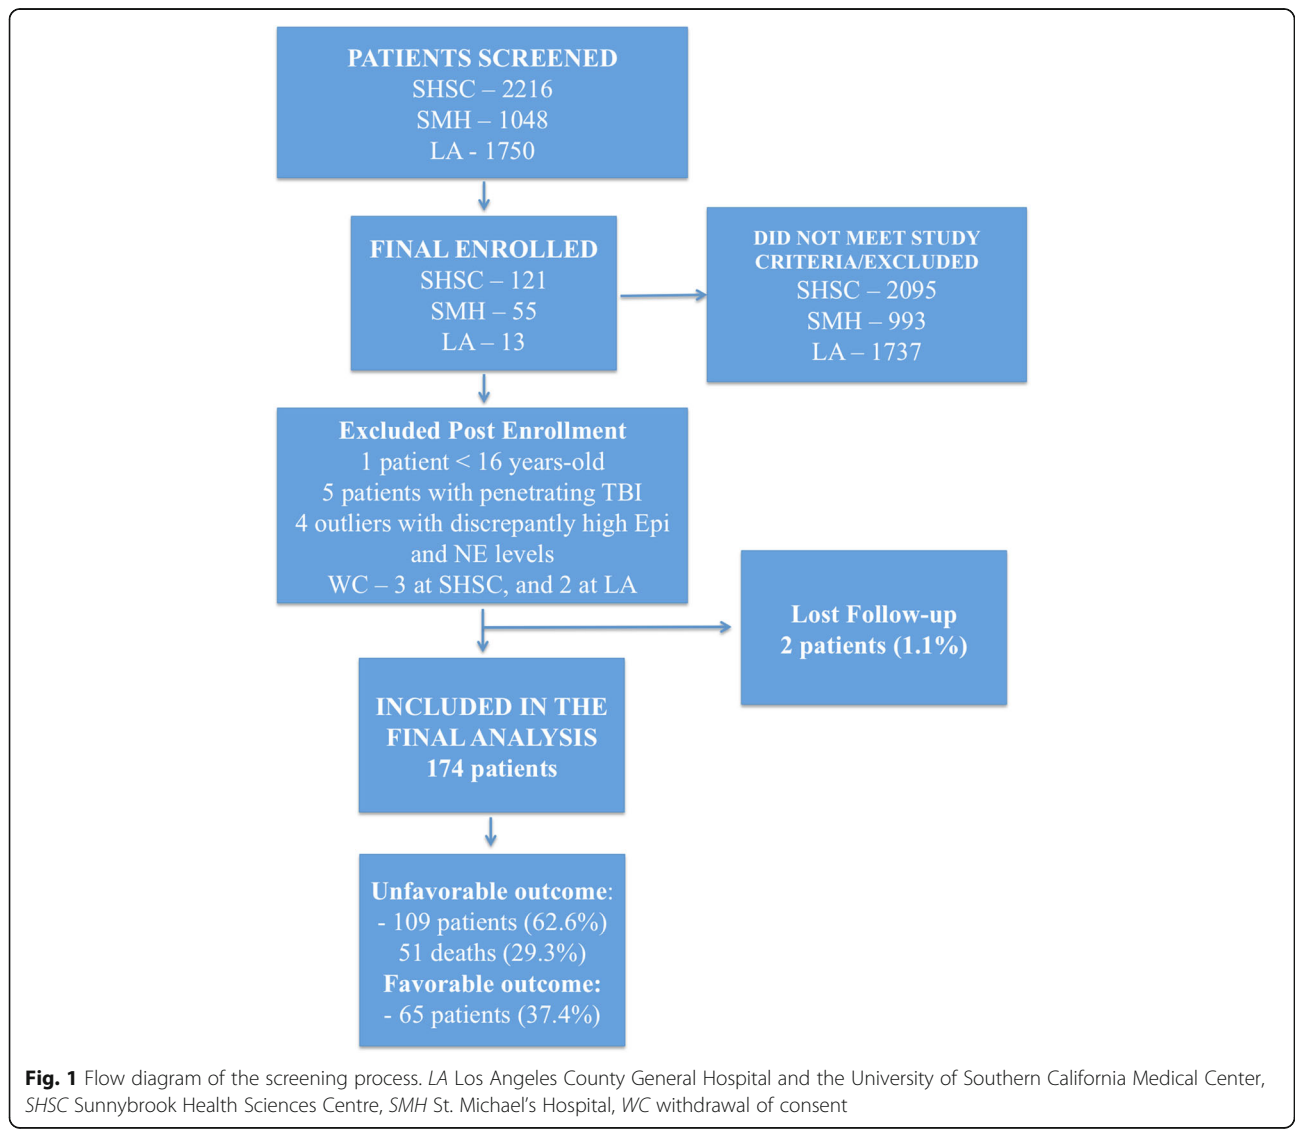 PATIENTS SCREENED
SHSC – 2216
SMH – 1048
LA - 1750
FINAL ENROLLED
SHSC – 121
SMH – 55
LA – 13
DID NOT MEET STUDY
CRITERIA/EXCLUDED
SHSC – 2095
SMH – 993
LA – 1737
Excluded Post Enrollment
1 patient < 16 years-old
5 patients with penetrating TBI
4 outliers with discrepantly high Epi
and NE levels
WC – 3 at SHSC, and 2 at LA
Lost Follow-up
2 patients (1.1%)
INCLUDED IN THE
FINAL ANALYSIS
174 patients
Unfavorable outcome:
- 109 patients (62.6%)
51 deaths (29.3%)
Favorable outcome:
- 65 patients (37.4%)
Fig. 1 Flow diagram of the screening process. LA Los Angeles County General Hospital and the University of Southern California Medical Center,
SHSC Sunnybrook Health Sciences Centre, SMH St. Michael's Hospital, WC withdrawal of consent